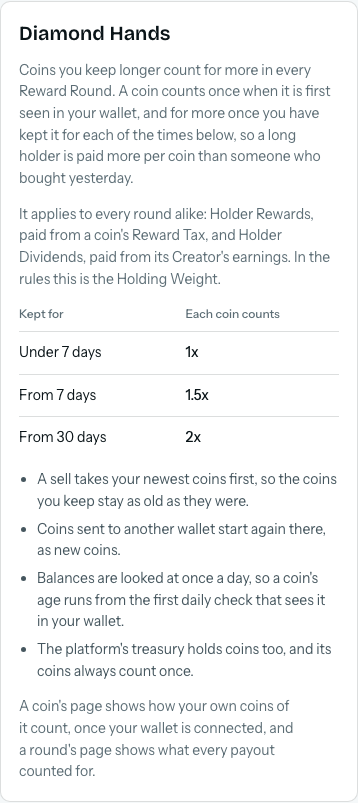 Diamond Hands
Coins you keep longer count for more in every
Reward Round. A coin counts once when it is first
seen in your wallet, and for more once you have
kept it for each of the times below, so a long
holder is paid more per coin than someone who
bought yesterday.
It applies to every round alike: Holder Rewards,
paid from a coin's Reward Tax, and Holder
Dividends, paid from its Creator's earnings. In the
rules this is the Holding Weight.
Kept for Each coin counts
Under 7 days 1x
From 7 days 1.5x
From 30 days 2x
• A sell takes your newest coins first, so the coins
you keep stay as old as they were.
• Coins sent to another wallet start again there,
as new coins.
• Balances are looked at once a day, so a coin's
age runs from the first daily check that sees it
in your wallet.
• The platform's treasury holds coins too, and its
coins always count once.
A coin's page shows how your own coins of
it count, once your wallet is connected, and
a round's page shows what every payout
counted for.